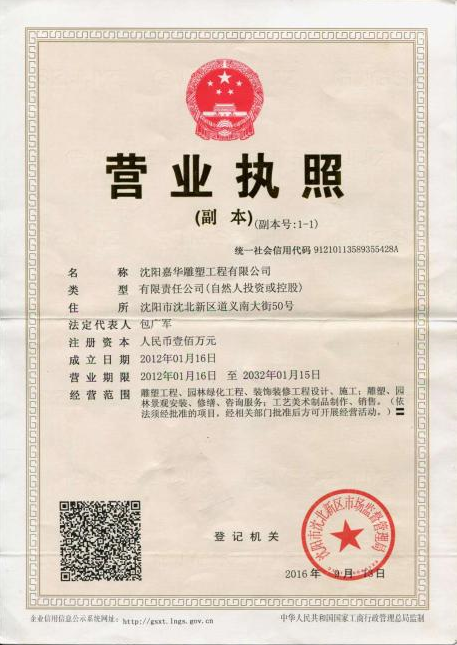 营业执照
(副 本)(副本号:1-1)
统一社会信用代码 91210113589355428A
名 称 沈阳嘉华雕塑工程有限公司
类 型 有限责任公司(自然人投资或控股)
住 所 沈阳市沈北新区道义南大街50号
法定代表人 包广军
注册资本 人民币壹佰万元
成立日期 2012年01月16日
营业期限 2012年01月16日 至 2032年01月15日
经营范围 雕塑工程、园林绿化工程、装饰装修工程设计、施工;雕塑、园
林景观安装、修缮、咨询服务;工艺美术制品制作、销售。(依
法须经批准的项目,经相关部门批准后方可开展经营活动。)
登记机关
沈阳市沈北新区市场监督管理局
2016年 9月 13日
企业信用信息公示系统网址:http://gsxt.lngs.gov.cn
中华人民共和国国家工商行政管理总局监制